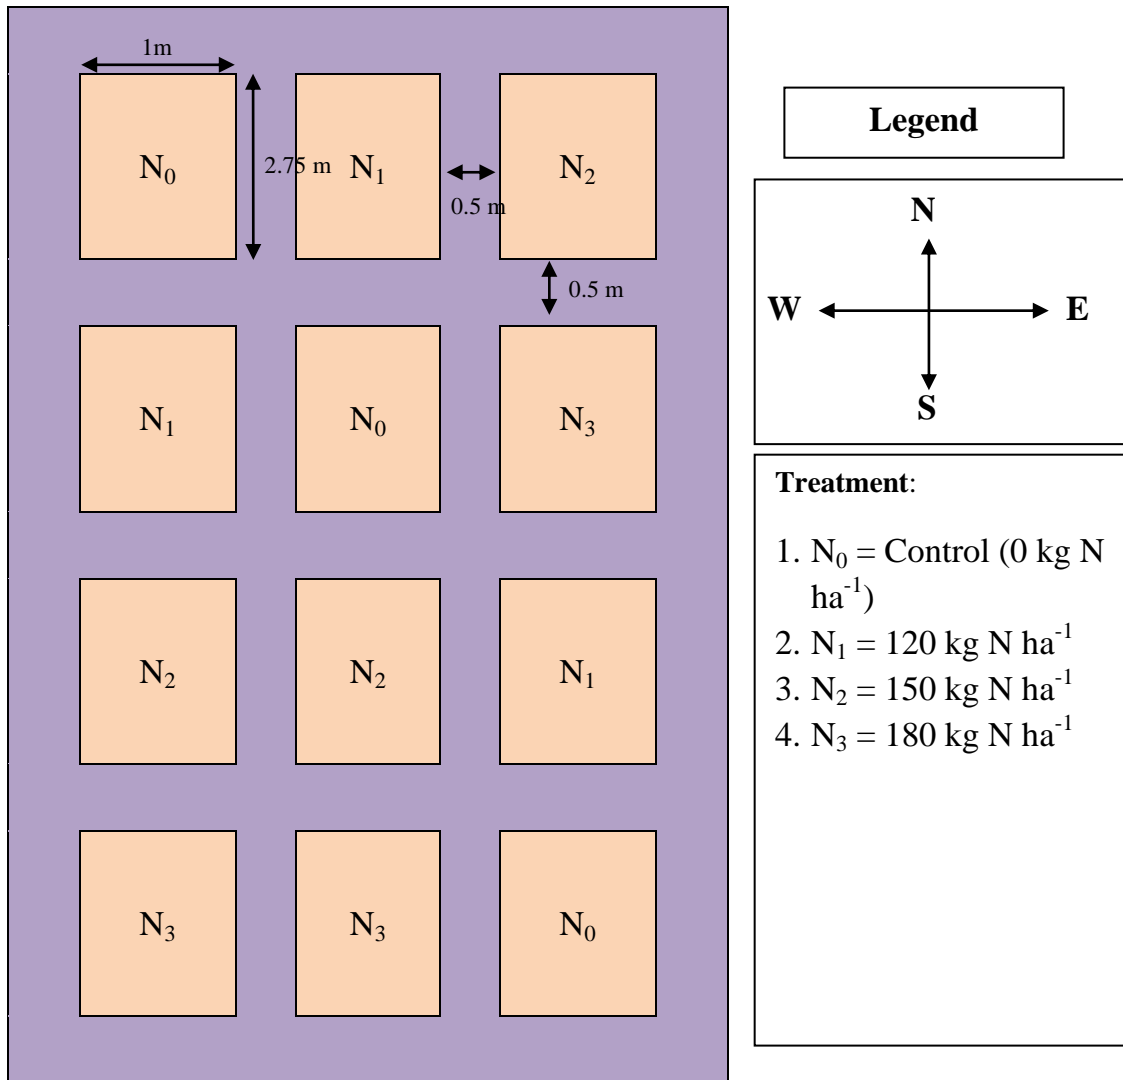 1m
N₀
2.75 m
N₁
0.5 m
N₂
0.5 m
N₁
N₀
N₃
N₂
N₂
N₁
N₃
N₃
N₀
Legend
N
W
E
S
Treatment:
1. N₀ = Control (0 kg N
ha⁻¹)
2. N₁ = 120 kg N ha⁻¹
3. N₂ = 150 kg N ha⁻¹
4. N₃ = 180 kg N ha⁻¹